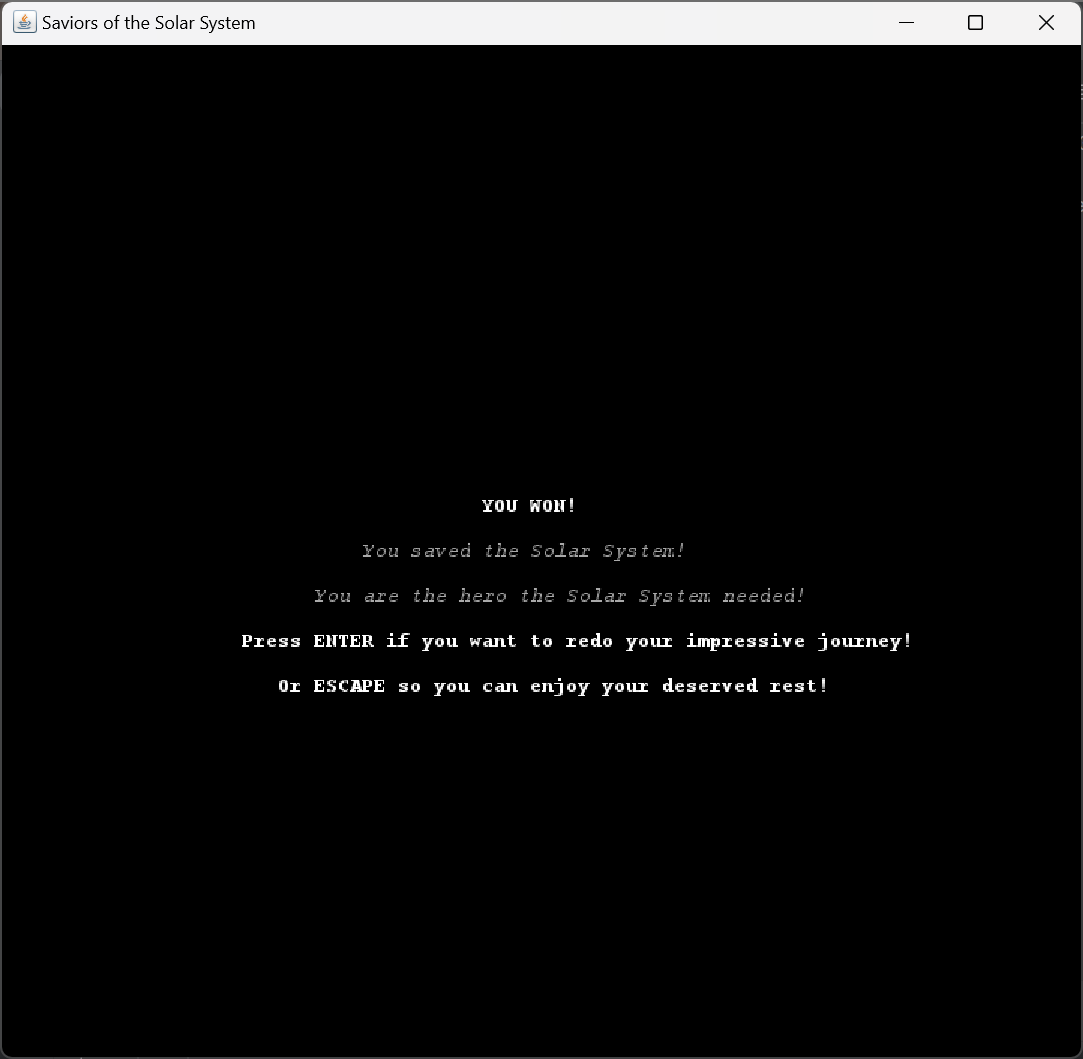 Saviors of the Solar System
YOU WON!
You saved the Solar System!
You are the hero the Solar System needed!
Press ENTER if you want to redo your impressive journey!
Or ESCAPE so you can enjoy your deserved rest!